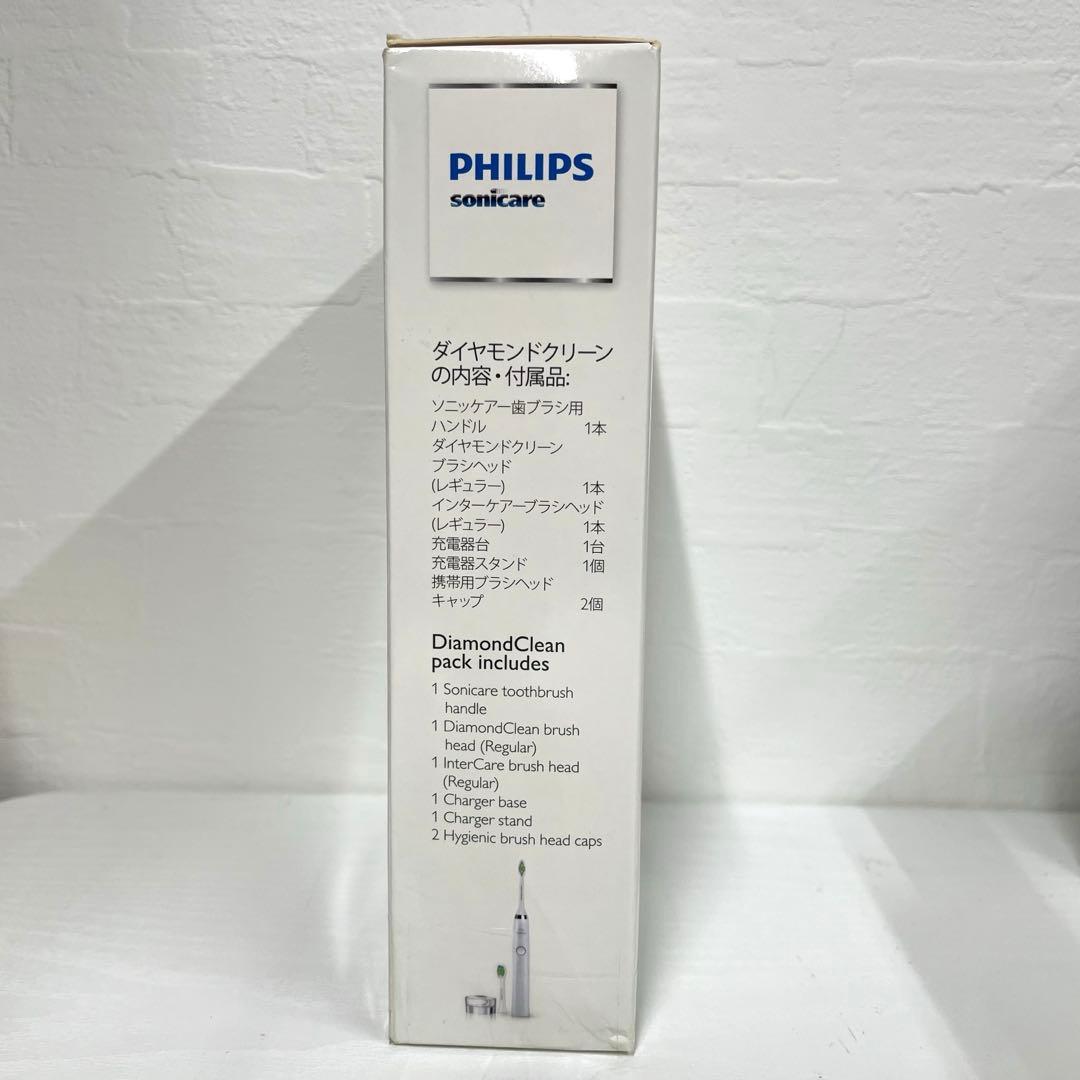 PHILIPS
sonicare
ダイヤモンドクリーン
の内容・付属品:
ソニッケアー歯ブラシ用
ハンドル 1本
ダイヤモンドクリーン
ブラシヘッド
(レギュラー) 1本
インターケアーブラシヘッド
(レギュラー) 1本
充電器台 1台
充電器スタンド 1個
携帯用ブラシヘッド
キャップ 2個
DiamondClean
pack includes
1 Sonicare toothbrush
handle
1 DiamondClean brush
head (Regular)
1 InterCare brush head
(Regular)
1 Charger base
1 Charger stand
2 Hygienic brush head caps